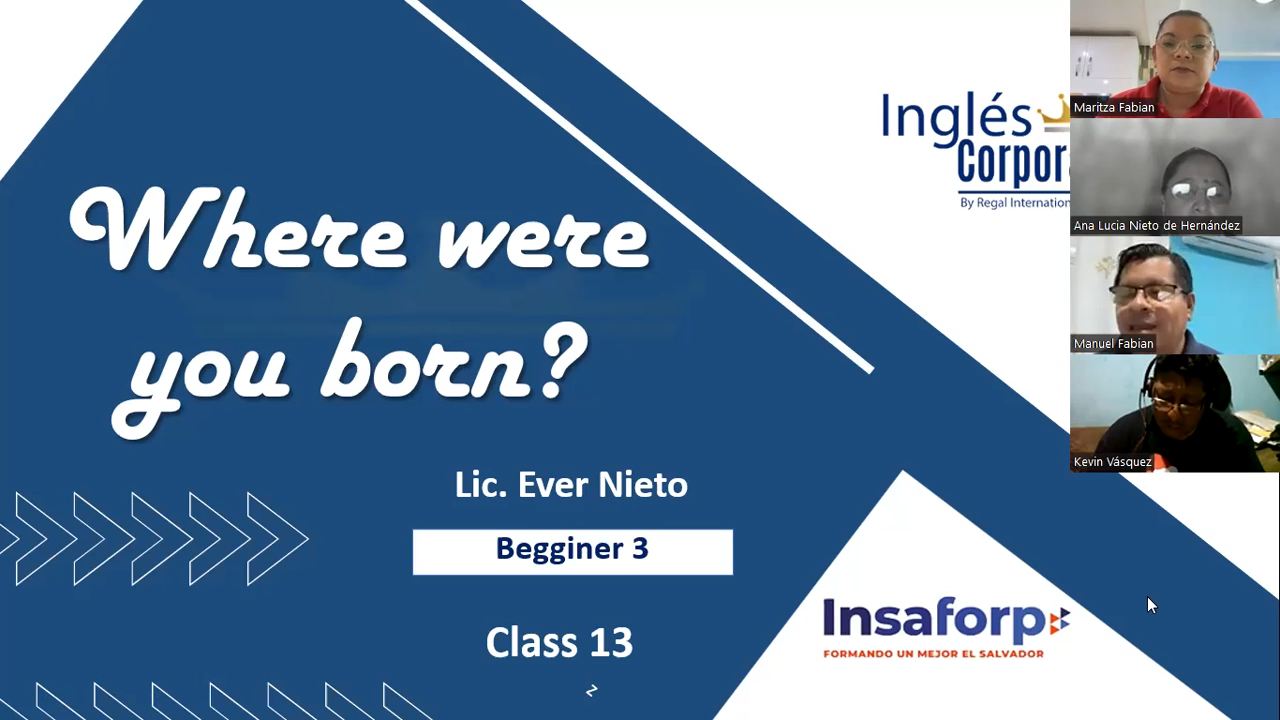 Where were
you born?
Lic. Ever Nieto
Begginer 3
Class 13
z
Inglés
Corpor
By Regal Internation
Insaforp
FORMANDO UN MEJOR EL SALVADOR
Maritza Fabian
Ana Lucia Nieto de Hernández
Manuel Fabian
Kevin Vásquez